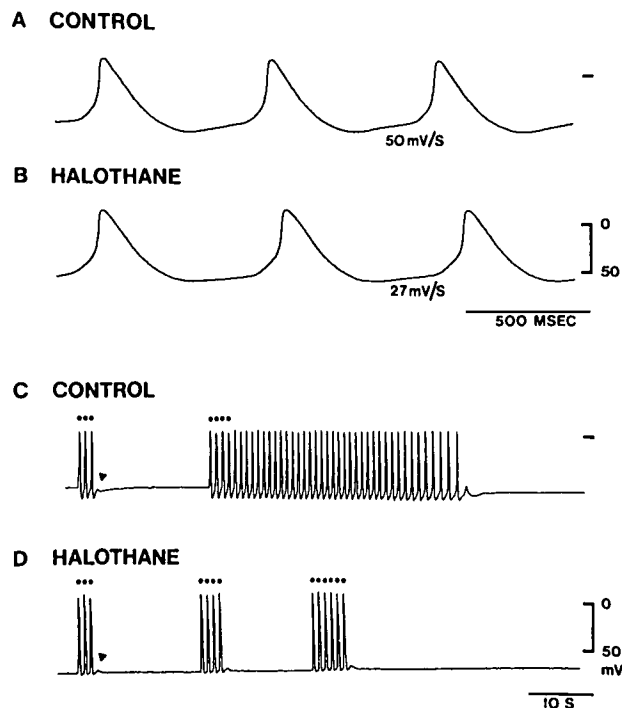 A CONTROL
50 mV/S
B HALOTHANE
0
50
27 mV/S
500 MSEC
C CONTROL
D HALOTHANE
0
50
mV
10 S